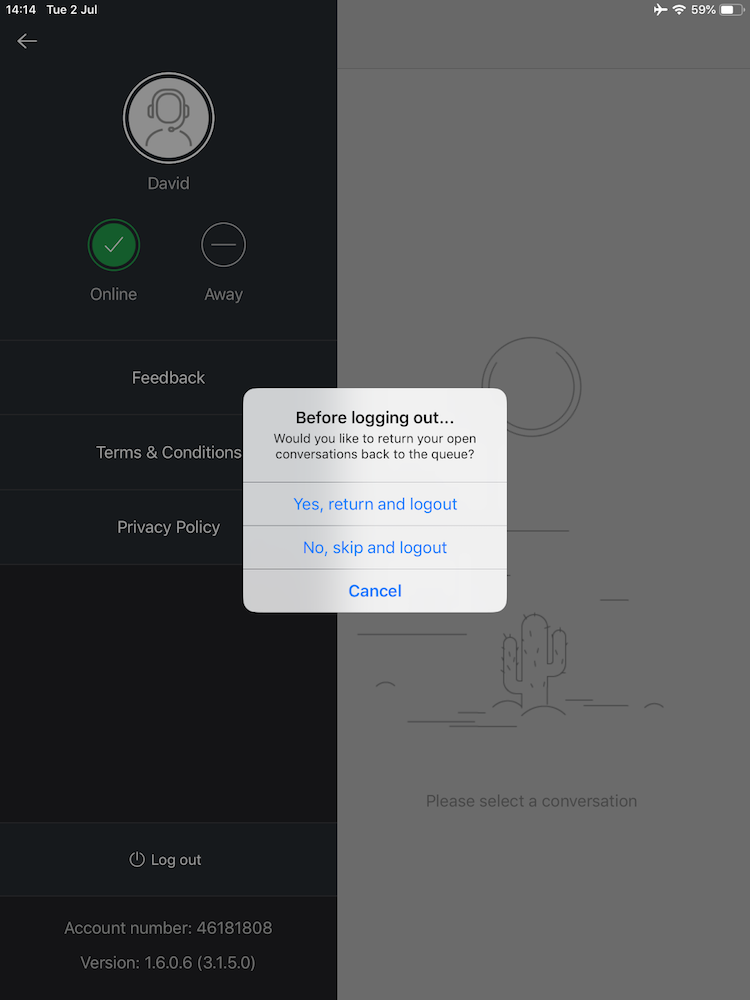 14:14 Tue 2 Jul 59%
David
Online Away
Feedback
Terms & Conditions
Privacy Policy
Before logging out...
Would you like to return your open
conversations back to the queue?
Yes, return and logout
No, skip and logout
Cancel
Please select a conversation
Log out
Account number: 46181808
Version: 1.6.0.6 (3.1.5.0)